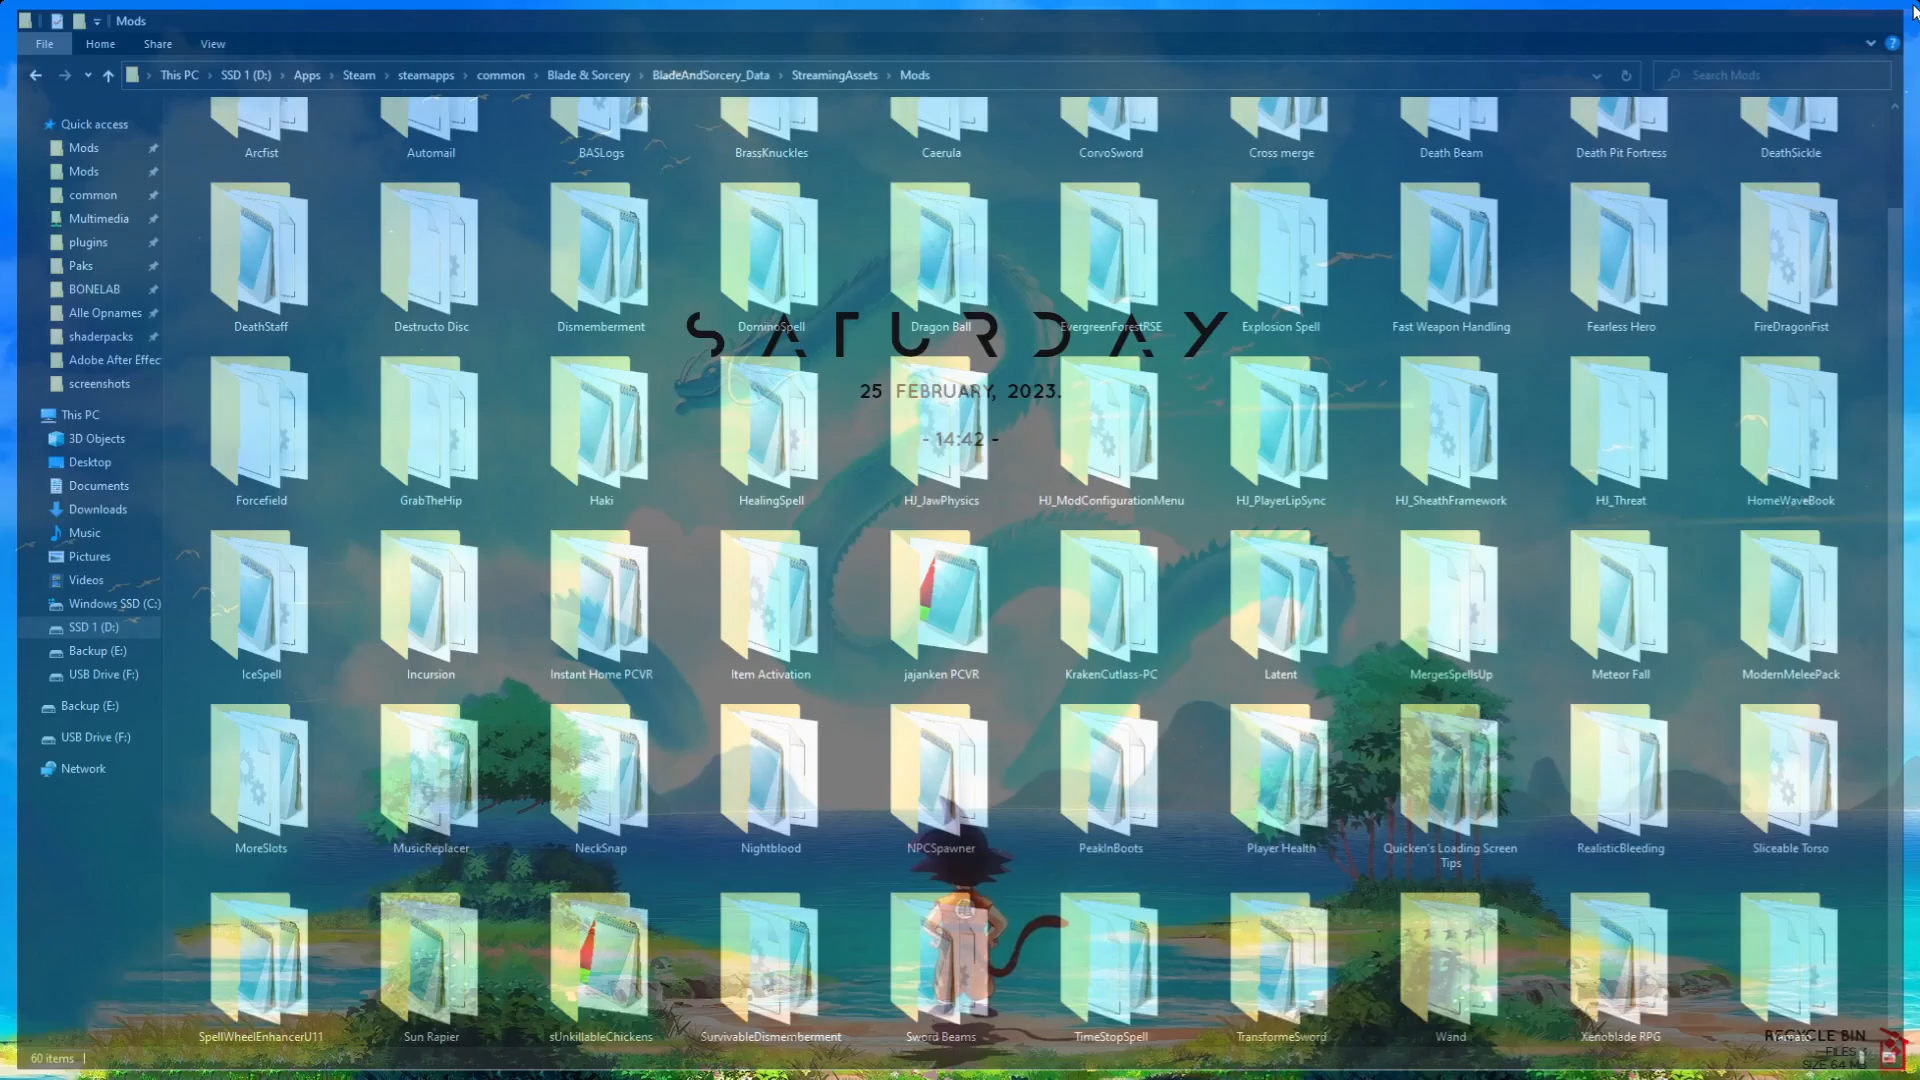 Mods
File Home Share View
This PC SSD 1 (D:) Apps Steam steamapps common Blade & Sorcery BladeAndSorcery_Data StreamingAssets Mods
Search Mods
Quick access
Mods
Mods
common
Multimedia
plugins
Paks
BONELAB
Alle Opnames
shaderpacks
Adobe After Effec
screenshots
This PC
3D Objects
Desktop
Documents
Downloads
Music
Pictures
Videos
Windows SSD (C:)
SSD 1 (D:)
Backup (E:)
USB Drive (F:)
Backup (E:)
USB Drive (F:)
Network
Arcfist Automail BASLogs BrassKnuckles Caerula CorvoSword Cross merge Death Beam Death Pit Fortress DeathSickle
DeathStaff Destructo Disc Dismemberment DominoSpell Dragon Ball EvergreenForestRSE Explosion Spell Fast Weapon Handling Fearless Hero FireDragonFist
SATURDAY
25 FEBRUARY, 2023.
- 14:42 -
Forcefield GrabTheHip Haki HealingSpell HJ_JawPhysics HJ_ModConfigurationMenu HJ_PlayerLipSync HJ_SheathFramework HJ_Threat HomeWaveBook
IceSpell Incursion Instant Home PCVR Item Activation jajanken PCVR KrakenCutlass-PC Latent MergesSpellsUp Meteor Fall ModernMeleePack
MoreSlots MusicReplacer NeckSnap Nightblood NPCSpawner PeakInBoots Player Health Quicken's Loading Screen Tips RealisticBleeding Sliceable Torso
SpellWheelEnhancerU11 Sun Rapier sUnkillableChickens SurvivableDismemberment Sword Beams TimeStopSpell TransformeSword Wand Xenoblade RPG Yamato
RECYCLE BIN
FILES
SIZE 64 MB
60 items